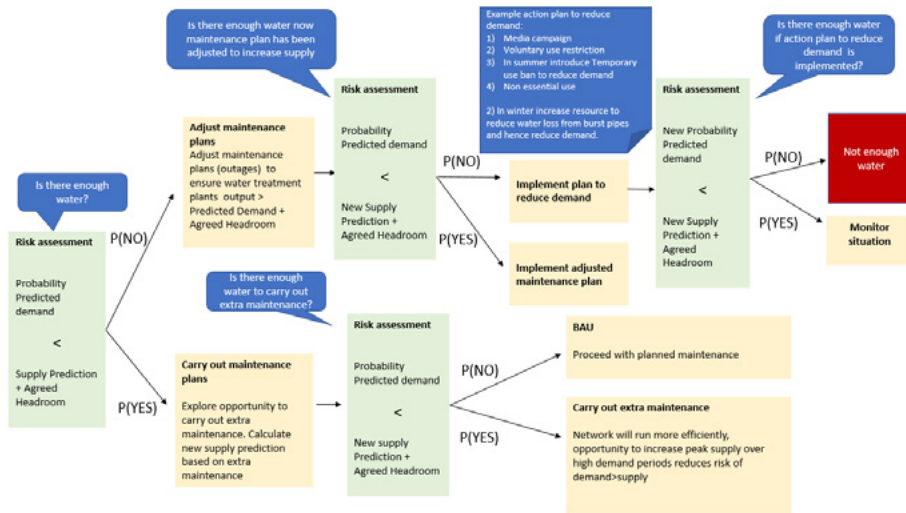 Is there enough water now
maintenance plan has been
adjusted to increase supply
Example action plan to reduce
demand:
1) Media campaign
2) Voluntary use restriction
3) In summer introduce Temporary
use ban to reduce demand
4) Non essential use
2) In winter increase resource to
reduce water loss from burst pipes
and hence reduce demand.
Is there enough water
if action plan to reduce
demand is
implemented?
Is there enough
water?
Risk assessment
Probability
Predicted
demand
<
Supply Prediction
+ Agreed
Headroom
P(NO)
P(YES)
Adjust maintenance
plans
Adjust maintenance
plans (outages) to
ensure water treatment
plants output >
Predicted Demand +
Agreed Headroom
Risk assessment
Probability
Predicted demand
<
New Supply
Prediction +
Agreed Headroom
P(NO)
P(YES)
Implement plan to
reduce demand
Implement adjusted
maintenance plan
Risk assessment
New Probability
Predicted
demand
<
New Supply
Prediction +
Agreed
Headroom
P(NO)
P(YES)
Not enough
water
Monitor
situation
Is there enough
water to carry out
extra maintenance?
Carry out maintenance
plans
Explore opportunity to
carry out extra
maintenance. Calculate
new supply prediction
based on extra
maintenance
Risk assessment
Probability
Predicted demand
<
New supply
Prediction +
Agreed Headroom
P(NO)
P(YES)
BAU
Proceed with planned maintenance
Carry out extra maintenance
Network will run more efficiently,
opportunity to increase peak supply over
high demand periods reduces risk of
demand>supply